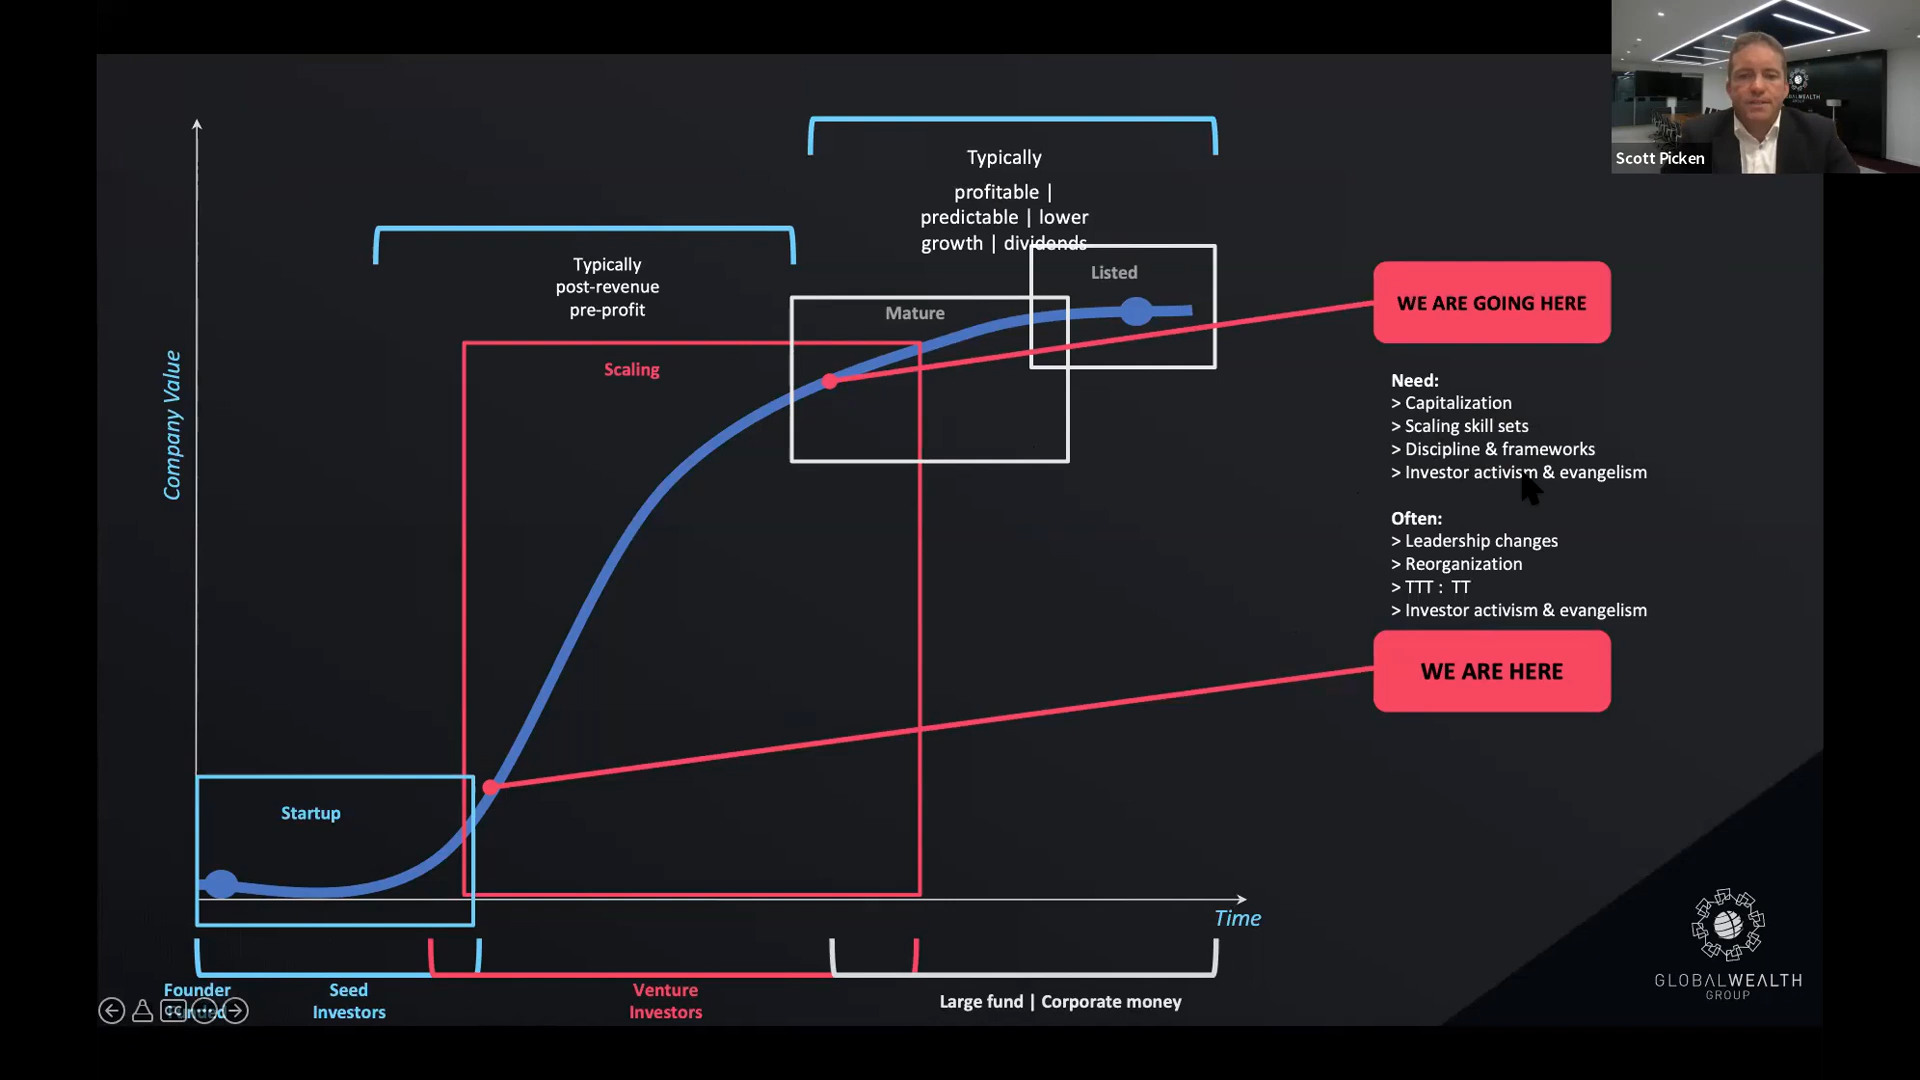 Scott Picken
Typically
profitable |
predictable | lower
growth | dividends
Typically
post-revenue
pre-profit
Listed
Mature
Scaling
Startup
Company Value
Time
WE ARE GOING HERE
Need:
> Capitalization
> Scaling skill sets
> Discipline & frameworks
> Investor activism & evangelism
Often:
> Leadership changes
> Reorganization
> TTT : TT
> Investor activism & evangelism
WE ARE HERE
Founder
Seed
Investors
Venture
Investors
Large fund | Corporate money
GLOBALWEALTH
GROUP